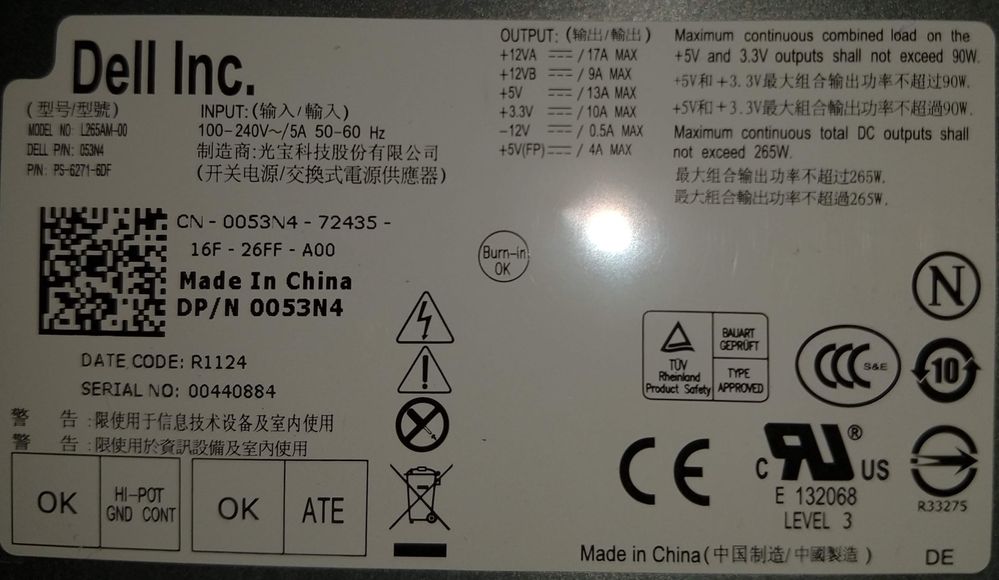 Dell Inc.
(型号/型號)
MODEL NO: L265AM-00
DELL P/N: 053N4
P/N: PS-6271-6DF
INPUT: (输入/輸入)
100-240V～/5A 50-60 Hz
制造商:光宝科技股份有限公司
(开关电源/交換式電源供應器)
OUTPUT: (输出/輸出)
+12VA ⎓ / 17A MAX
+12VB ⎓ / 9A MAX
+5V ⎓ / 13A MAX
+3.3V ⎓ / 10A MAX
-12V ⎓ / 0.5A MAX
+5V(FP) ⎓ / 4A MAX
Maximum continuous combined load on the
+5V and 3.3V outputs shall not exceed 90W.
+5V和+3.3V最大组合输出功率不超过90W.
+5V和+3.3V最大組合輸出功率不超過90W.
Maximum continuous total DC outputs shall
not exceed 265W.
最大组合输出功率不超过265W.
最大組合輸出功率不超過265W.
CN - 0053N4 - 72435 -
16F - 26FF - A00
Made In China
DP/N 0053N4
Burn-in
OK
DATE CODE: R1124
SERIAL NO: 00440884
警 告 :限使用于信息技术设备及室内使用
警 告 :限使用於資訊設備及室內使用
OK
HI-POT
GND CONT
OK
ATE
TÜV
Rheinland
Product Safety
BAUART
GEPRÜFT
TYPE
APPROVED
CCC S&E
N
10
CE
C RU ® US
E 132068
LEVEL 3
R33275
Made in China(中国制造/中國製造)
DE